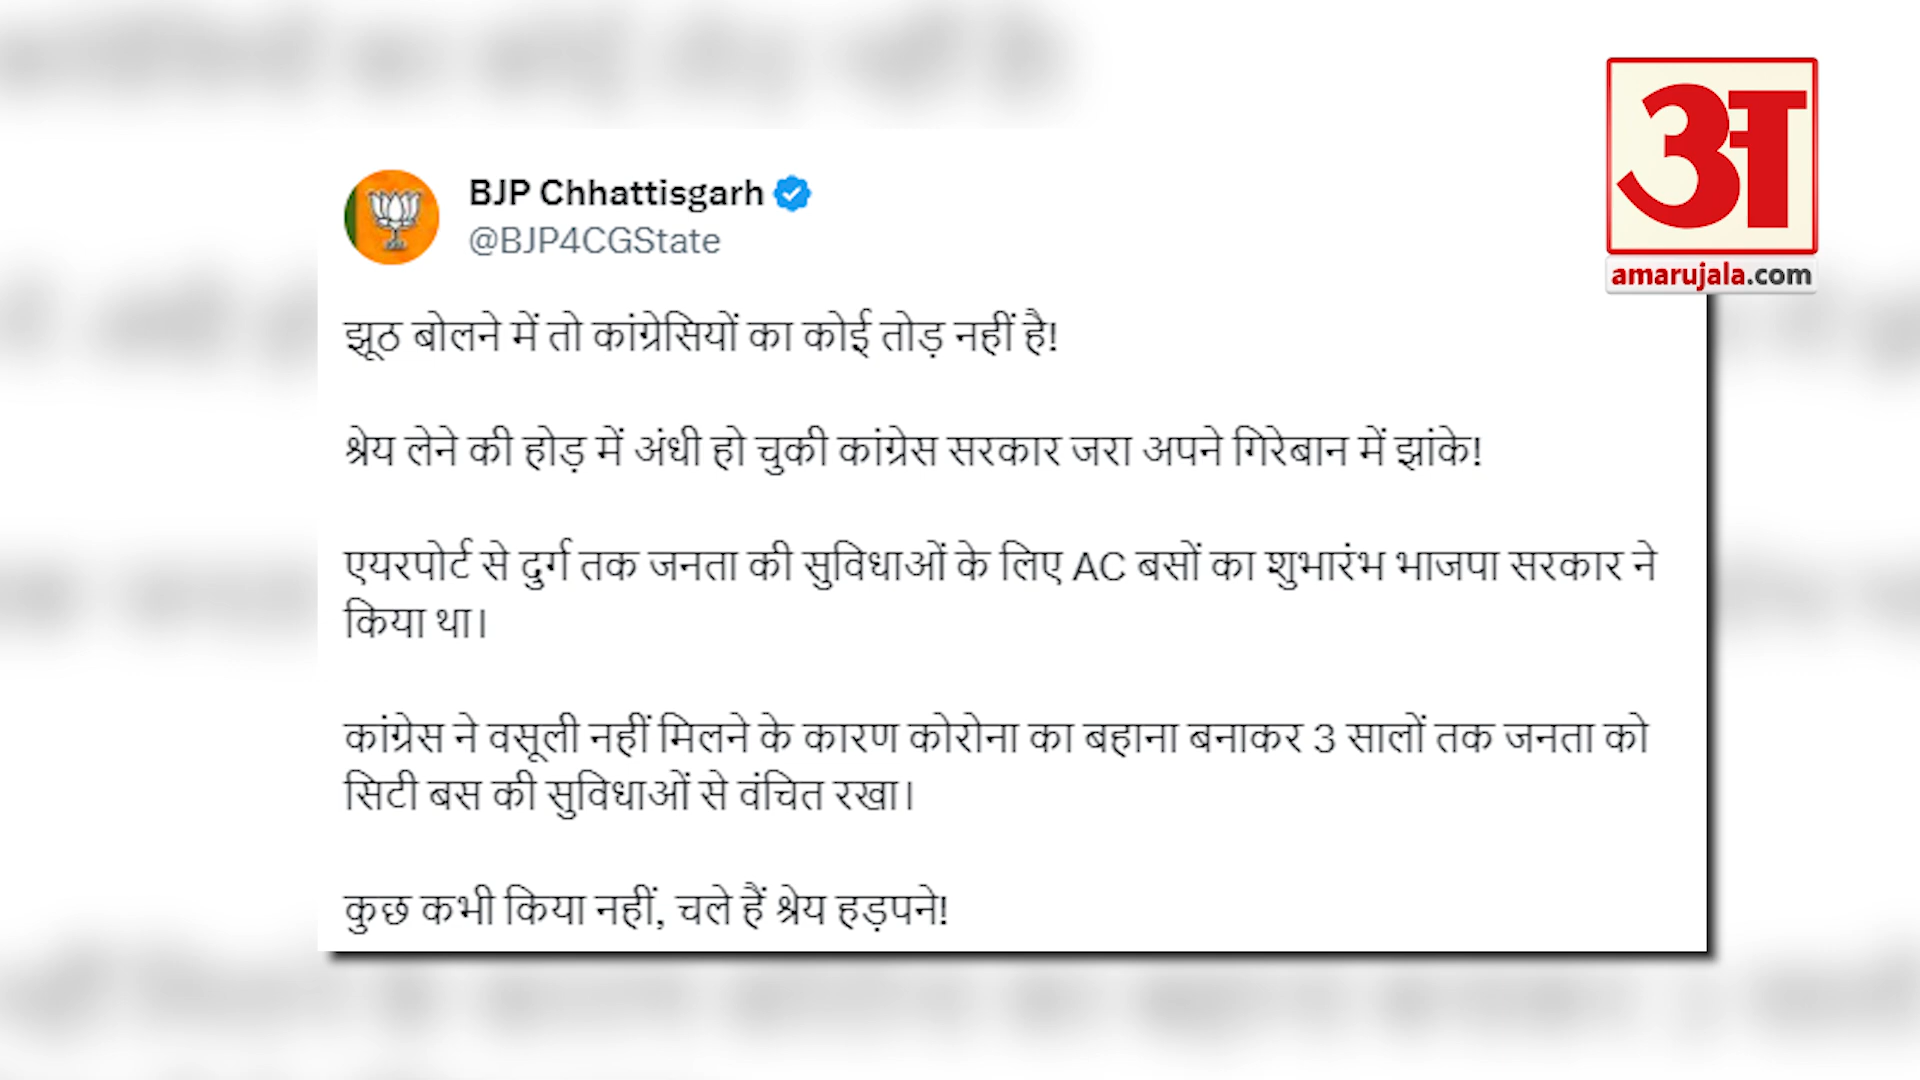 BJP Chhattisgarh
@BJP4CGState
झूठ बोलने में तो कांग्रेसियों का कोई तोड़ नहीं है!
श्रेय लेने की होड़ में अंधी हो चुकी कांग्रेस सरकार जरा अपने गिरेबान में झांके!
एयरपोर्ट से दुर्ग तक जनता की सुविधाओं के लिए AC बसों का शुभारंभ भाजपा सरकार ने
किया था।
कांग्रेस ने वसूली नहीं मिलने के कारण कोरोना का बहाना बनाकर 3 सालों तक जनता को
सिटी बस की सुविधाओं से वंचित रखा।
कुछ कभी किया नहीं, चले हैं श्रेय हड़पने!
अ
amarujala.com